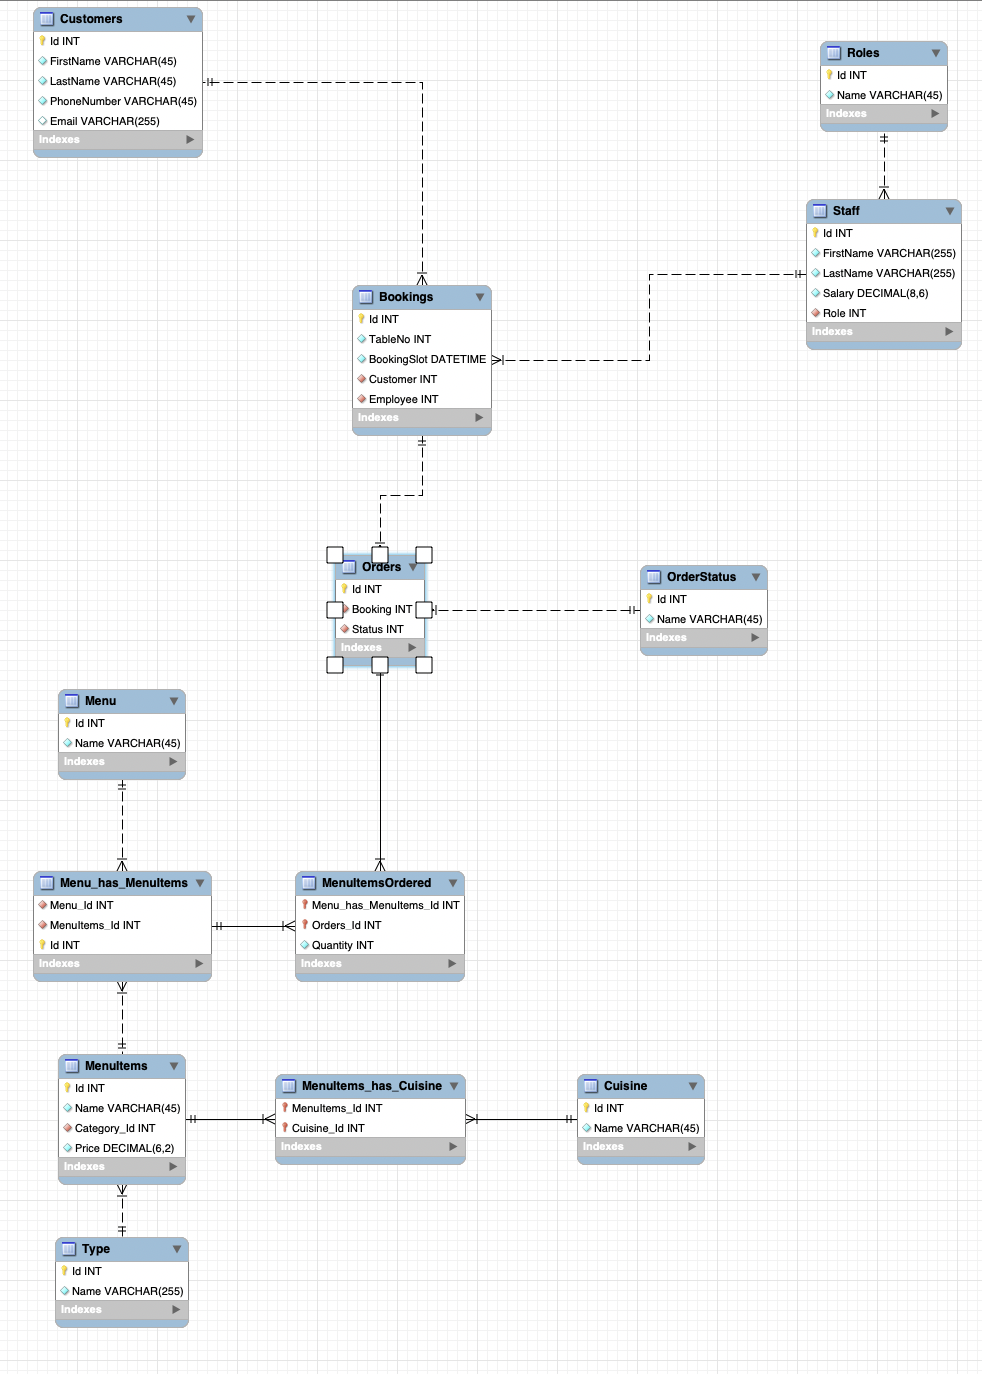 Customers
Id INT
FirstName VARCHAR(45)
LastName VARCHAR(45)
PhoneNumber VARCHAR(45)
Email VARCHAR(255)
Indexes
Roles
Id INT
Name VARCHAR(45)
Indexes
Staff
Id INT
FirstName VARCHAR(255)
LastName VARCHAR(255)
Salary DECIMAL(8,6)
Role INT
Indexes
Bookings
Id INT
TableNo INT
BookingSlot DATETIME
Customer INT
Employee INT
Indexes
Orders
Id INT
Booking INT
Status INT
Indexes
OrderStatus
Id INT
Name VARCHAR(45)
Indexes
Menu
Id INT
Name VARCHAR(45)
Indexes
Menu_has_MenuItems
Menu_Id INT
MenuItems_Id INT
Id INT
Indexes
MenuItemsOrdered
Menu_has_MenuItems_Id INT
Orders_Id INT
Quantity INT
Indexes
MenuItems
Id INT
Name VARCHAR(45)
Category_Id INT
Price DECIMAL(6,2)
Indexes
MenuItems_has_Cuisine
MenuItems_Id INT
Cuisine_Id INT
Indexes
Cuisine
Id INT
Name VARCHAR(45)
Indexes
Type
Id INT
Name VARCHAR(255)
Indexes